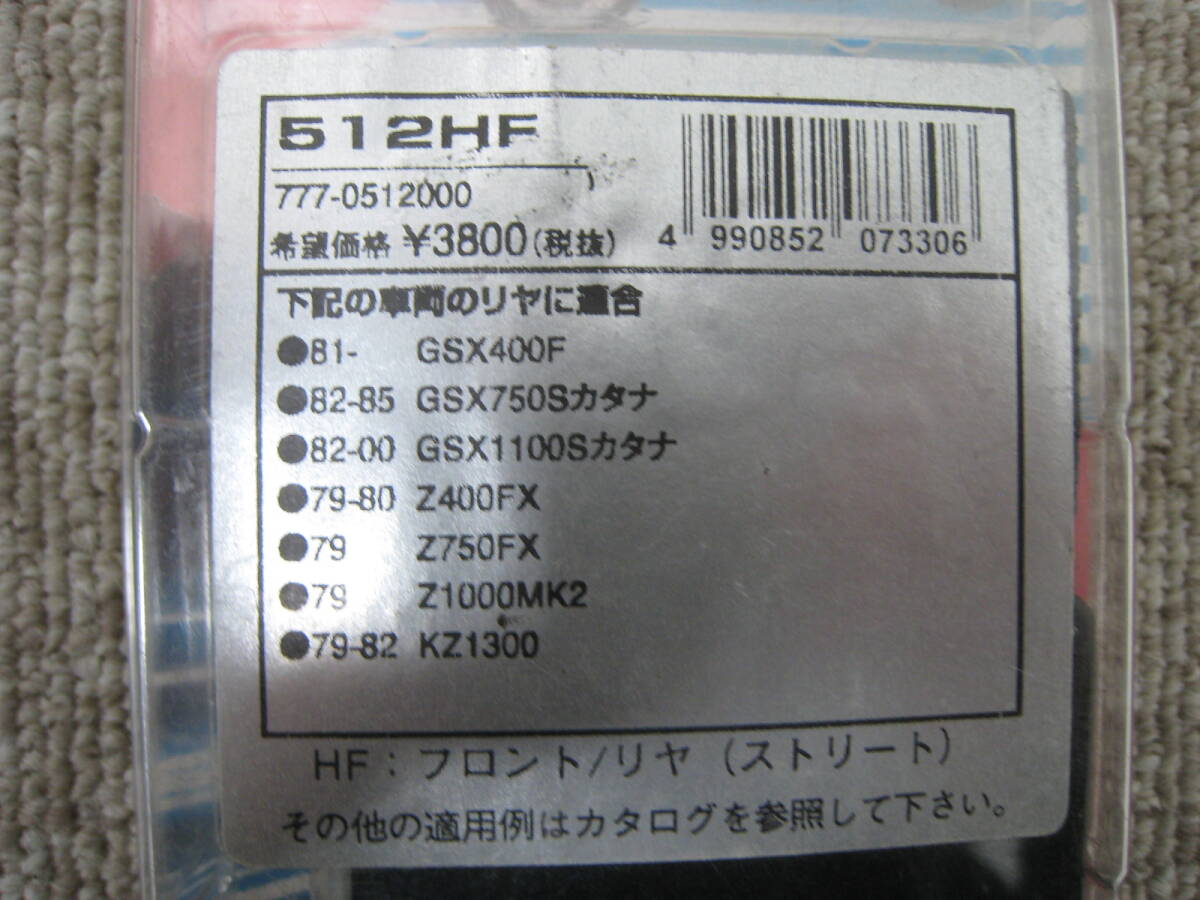 512HF
777-0512000
希望価格 ¥3800(税抜)
4 990852 073306
下記の車両のリヤに適合
●81- GSX400F
●82-85 GSX750Sカタナ
●82-00 GSX1100Sカタナ
●79-80 Z400FX
●79 Z750FX
●79 Z1000MK2
●79-82 KZ1300
HF：フロント/リヤ（ストリート）
その他の適用例はカタログを参照して下さい。